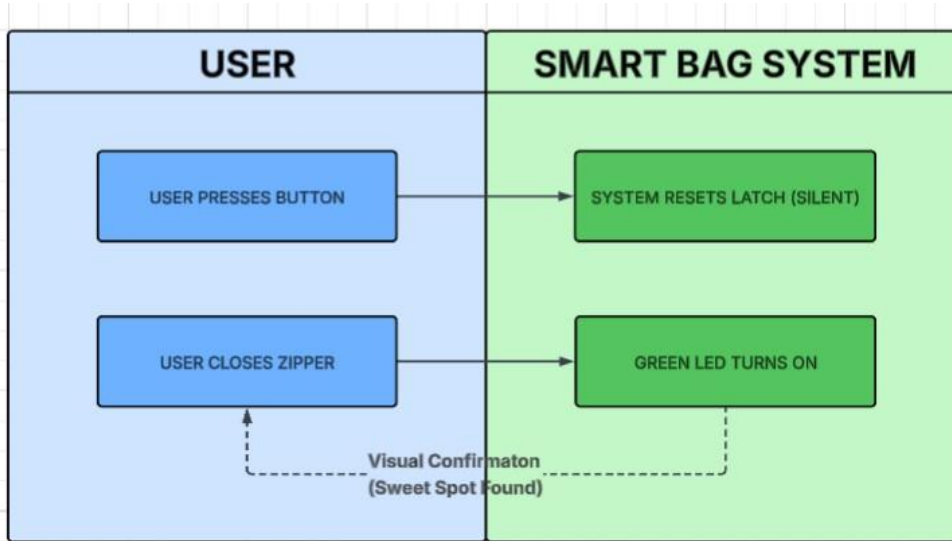 USER
SMART BAG SYSTEM
USER PRESSES BUTTON
SYSTEM RESETS LATCH (SILENT)
USER CLOSES ZIPPER
GREEN LED TURNS ON
Visual Confirmaton
(Sweet Spot Found)